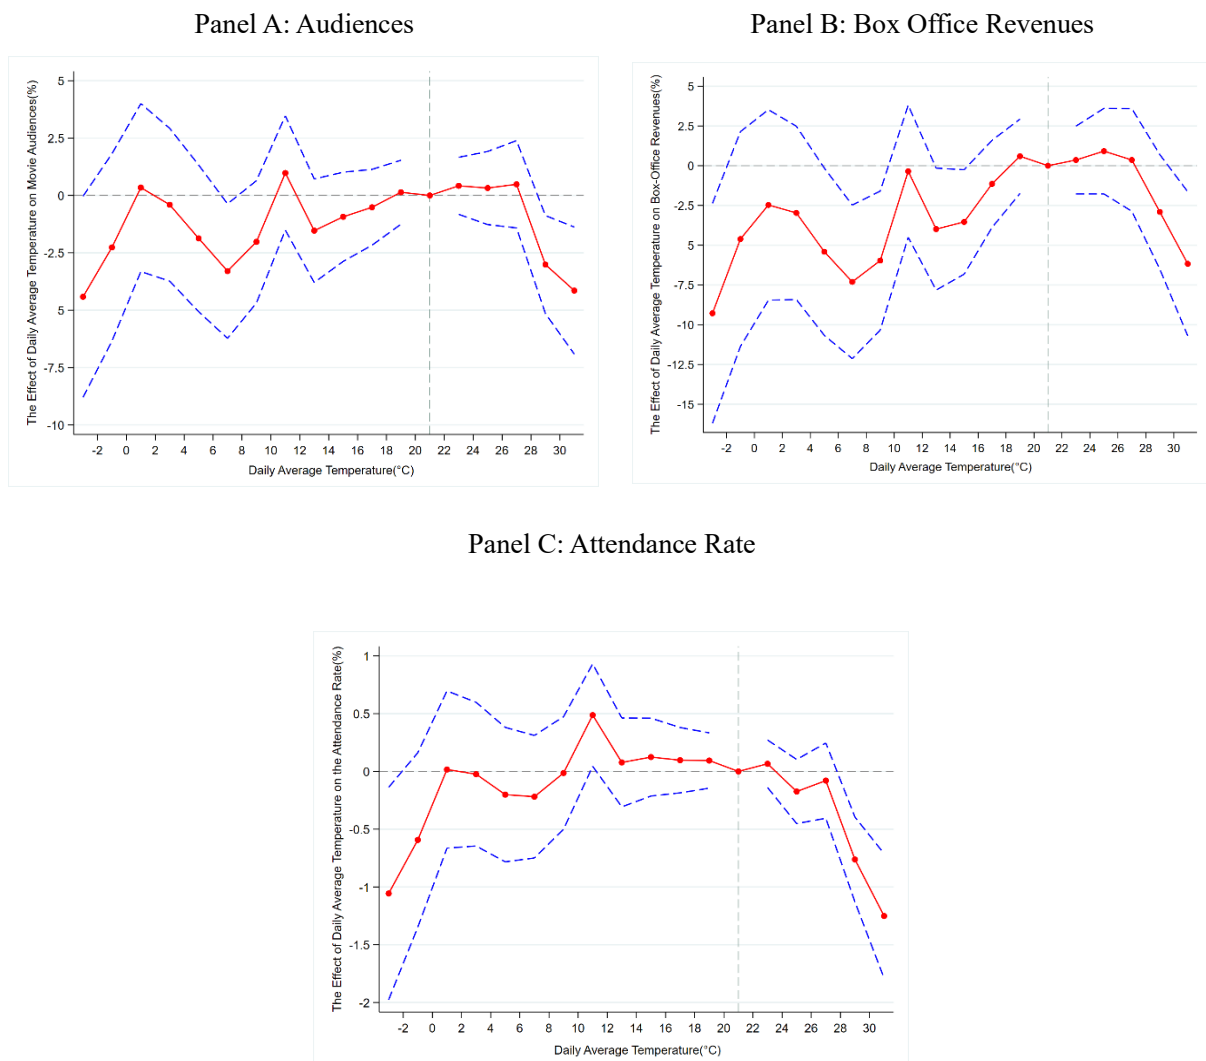 Panel A: Audiences
Panel B: Box Office Revenues
The Effect of Daily Average Temperature on Movie Audiences(%)
5
2.5
0
-2.5
5
-7.5
-10
-2 0 2 4 6 8 10 12 14 16 18 20 22 24 26 28 30
Daily Average Temperature(°C)
The Effect of Daily Average Temperature on Box-Office Revenues(%)
5
2.5
0
-2.5
5
-7.5
-10
-12.5
-15
-2 0 2 4 6 8 10 12 14 16 18 20 22 24 26 28 30
Daily Average Temperature(°C)
Panel C: Attendance Rate
The Effect of Daily Average Temperature on the Attendance Rate(%)
1
0.5
0
-0.5
-1
-1.5
-2
-2 0 2 4 6 8 10 12 14 16 18 20 22 24 26 28 30
Daily Average Temperature(°C)